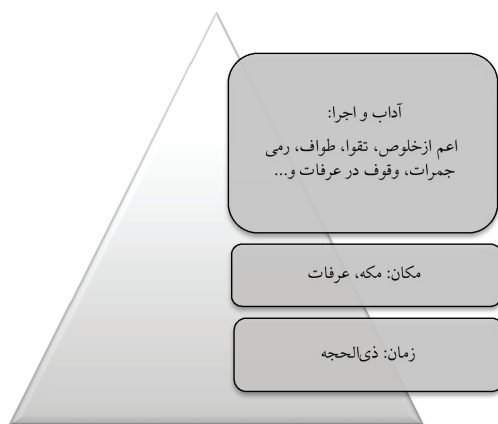 آداب و اجرا:
اعم ازخلوص، تقوا، طواف، رمی
جمرات، وقوف در عرفات و...
مکان: مکه، عرفات
زمان: ذی‌الحجه